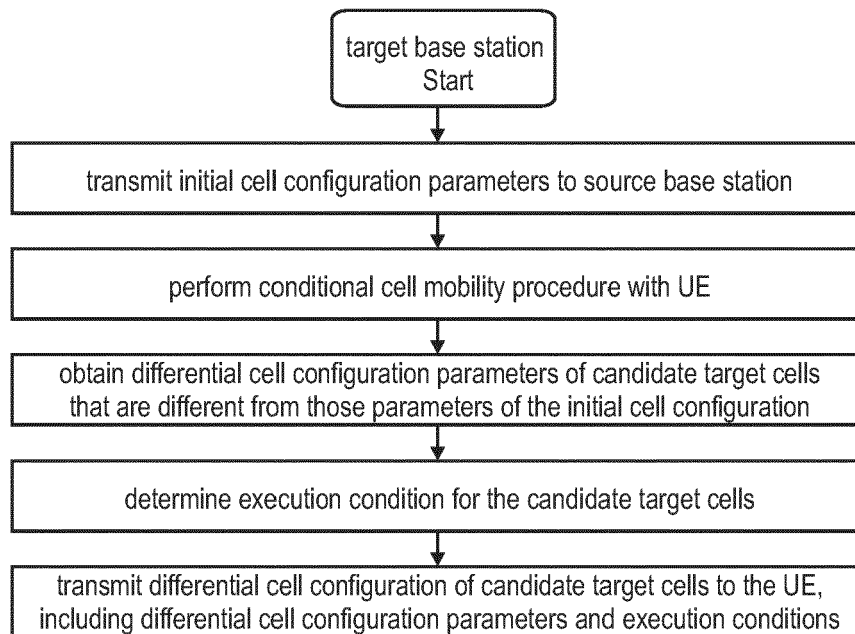 target base station
Start
transmit initial cell configuration parameters to source base station
perform conditional cell mobility procedure with UE
obtain differential cell configuration parameters of candidate target cells
that are different from those parameters of the initial cell configuration
determine execution condition for the candidate target cells
transmit differential cell configuration of candidate target cells to the UE,
including differential cell configuration parameters and execution conditions